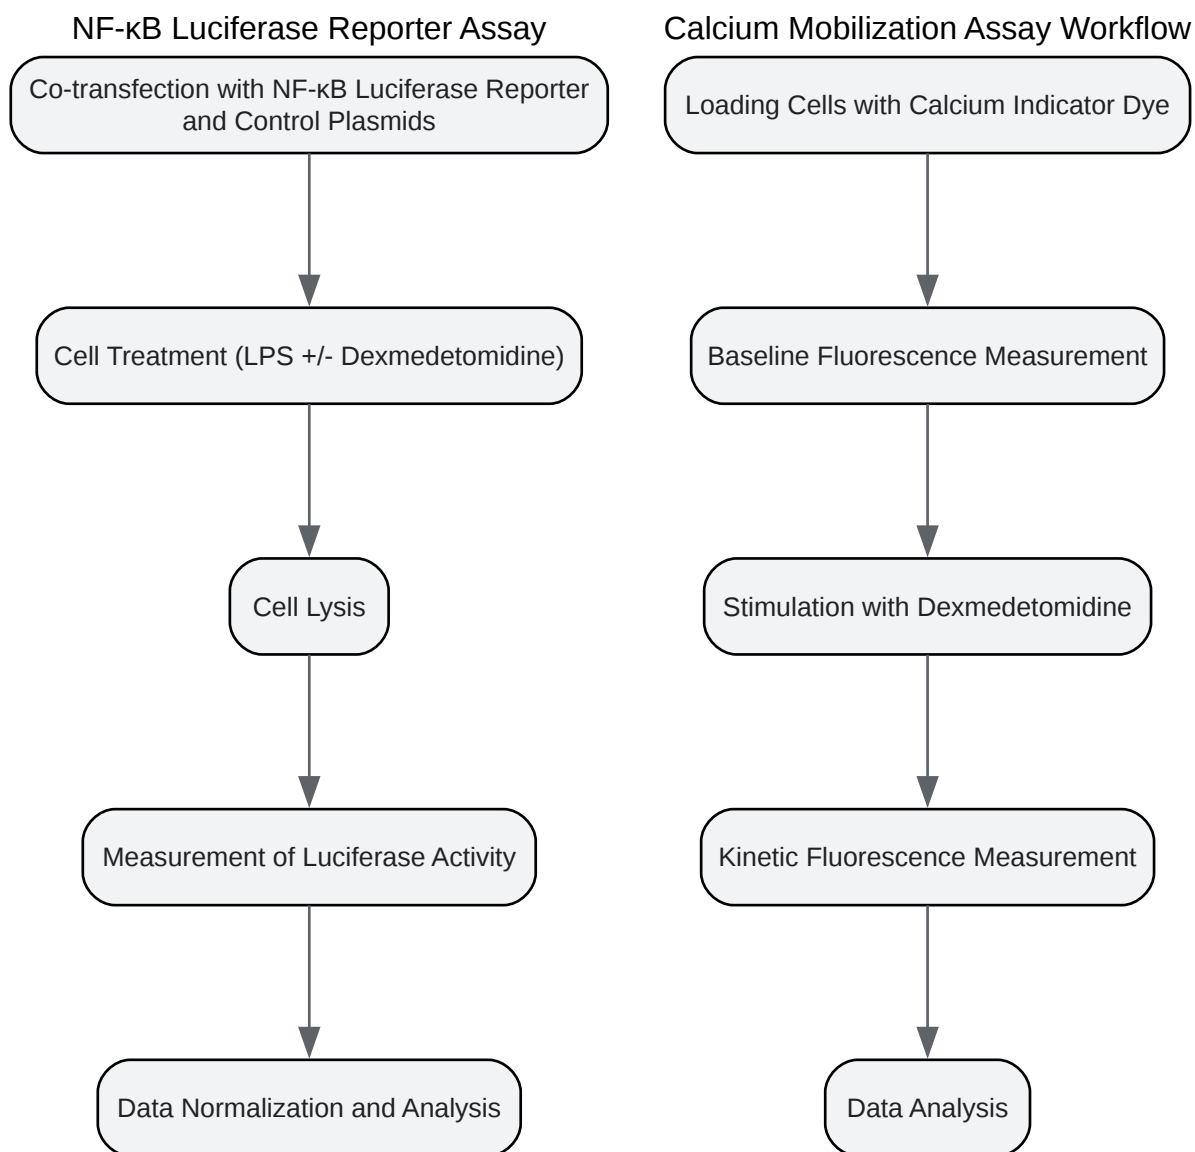 NF-κB Luciferase Reporter Assay
Co-transfection with NF-κB Luciferase Reporter
and Control Plasmids
Cell Treatment (LPS +/- Dexmedetomidine)
Cell Lysis
Measurement of Luciferase Activity
Data Normalization and Analysis
Calcium Mobilization Assay Workflow
Loading Cells with Calcium Indicator Dye
Baseline Fluorescence Measurement
Stimulation with Dexmedetomidine
Kinetic Fluorescence Measurement
Data Analysis